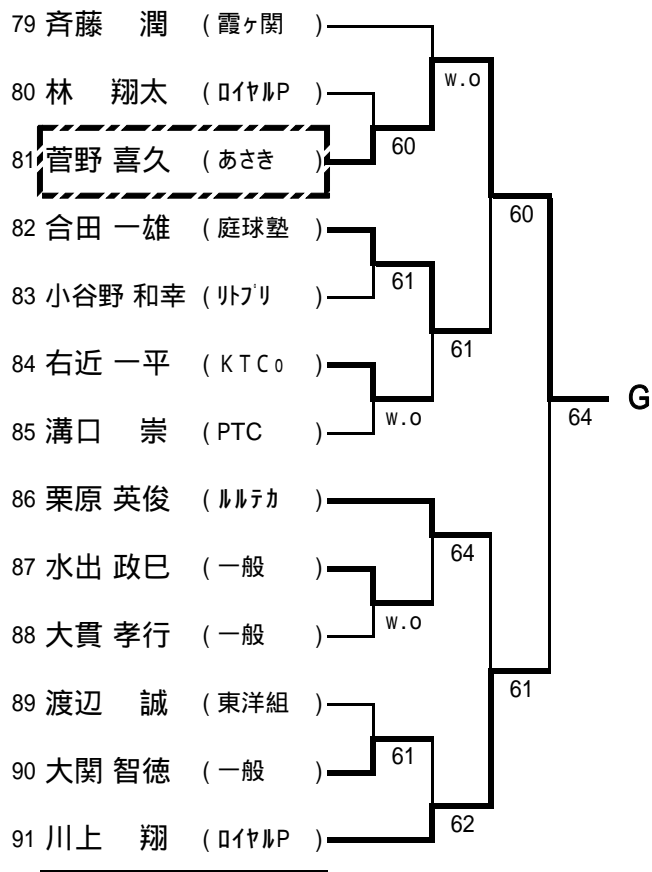 79 斉藤 潤 (霞ヶ関)
80 林 翔太 (ﾛｲﾔﾙP)
81 菅野 喜久 (あさき)
82 合田 一雄 (庭球塾)
83 小谷野 和幸 (ﾘﾄﾌﾟﾘ)
84 右近 一平 (ＫＴＣ0)
85 溝口 崇 (PTC)
86 栗原 英俊 (ﾙﾙﾃｶ)
87 水出 政巳 (一般)
88 大貫 孝行 (一般)
89 渡辺 誠 (東洋組)
90 大関 智徳 (一般)
91 川上 翔 (ﾛｲﾔﾙP)
w.o
60
60
61
61
w.o
64
G
64
w.o
61
61
62